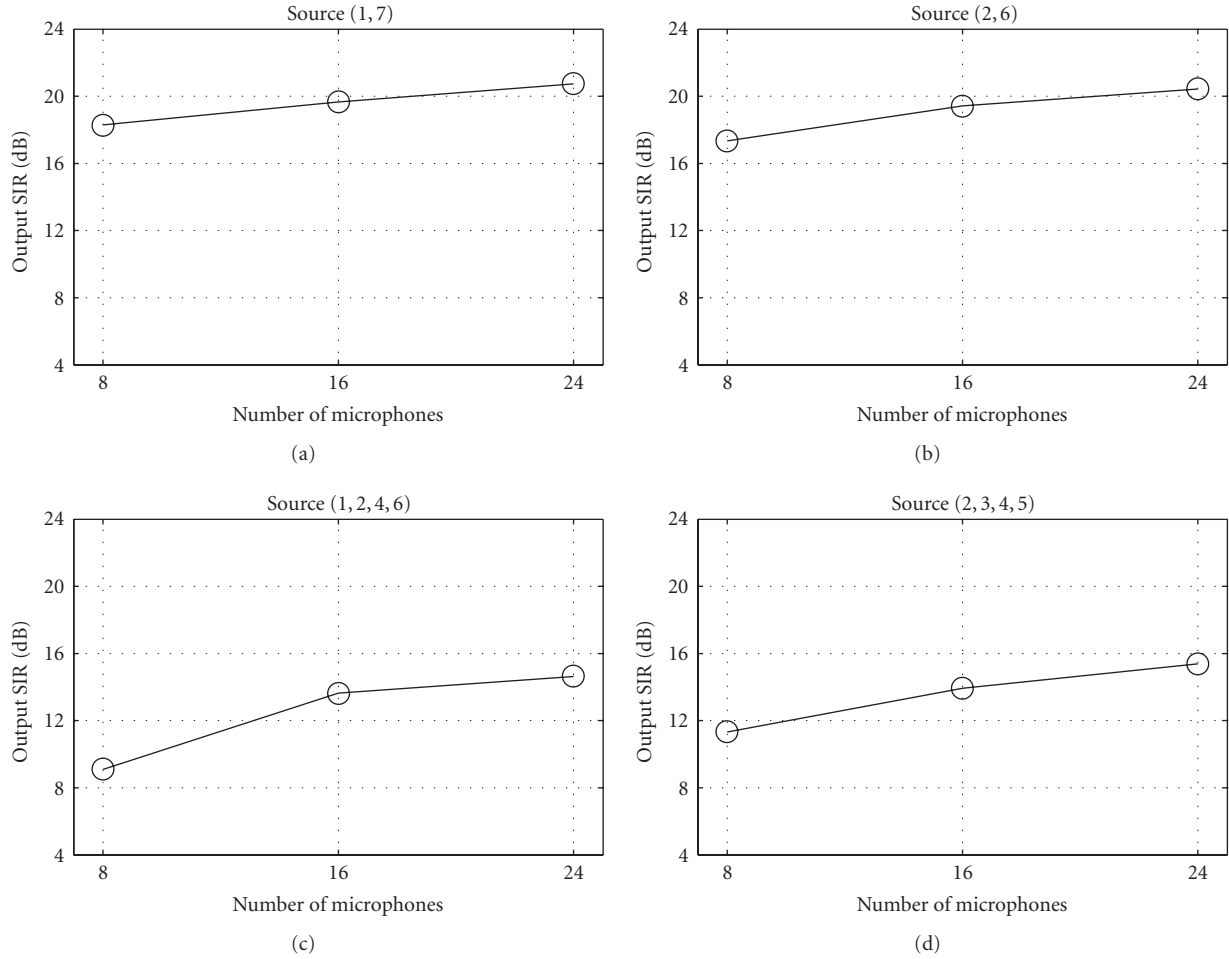 Source (1, 7)
24
20
16
12
8
4
Output SIR (dB)
8 16 24
Number of microphones
(a)
Source (2, 6)
24
20
16
12
8
4
Output SIR (dB)
8 16 24
Number of microphones
(b)
Source (1, 2, 4, 6)
24
20
16
12
8
4
Output SIR (dB)
8 16 24
Number of microphones
(c)
Source (2, 3, 4, 5)
24
20
16
12
8
4
Output SIR (dB)
8 16 24
Number of microphones
(d)